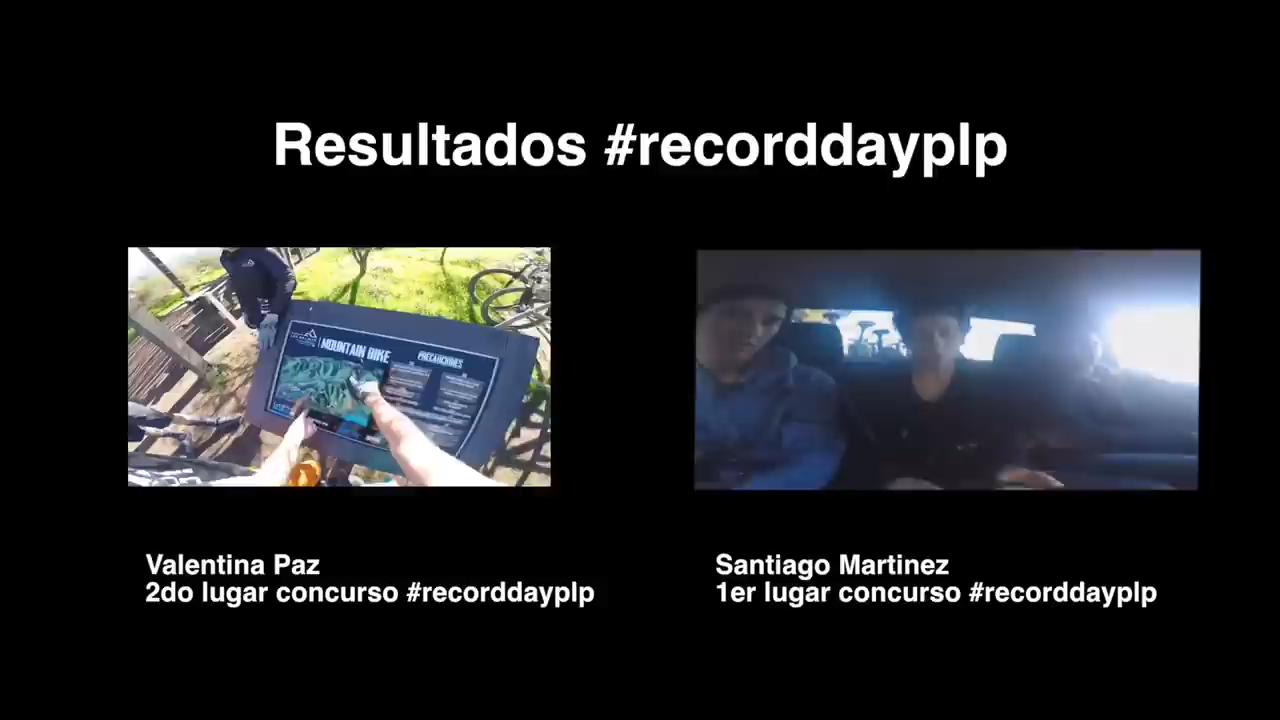 Resultados #recorddayplp
MOUNTAIN BIKE
PRECAUCIONES
Valentina Paz
2do lugar concurso #recorddayplp
Santiago Martinez
1er lugar concurso #recorddayplp